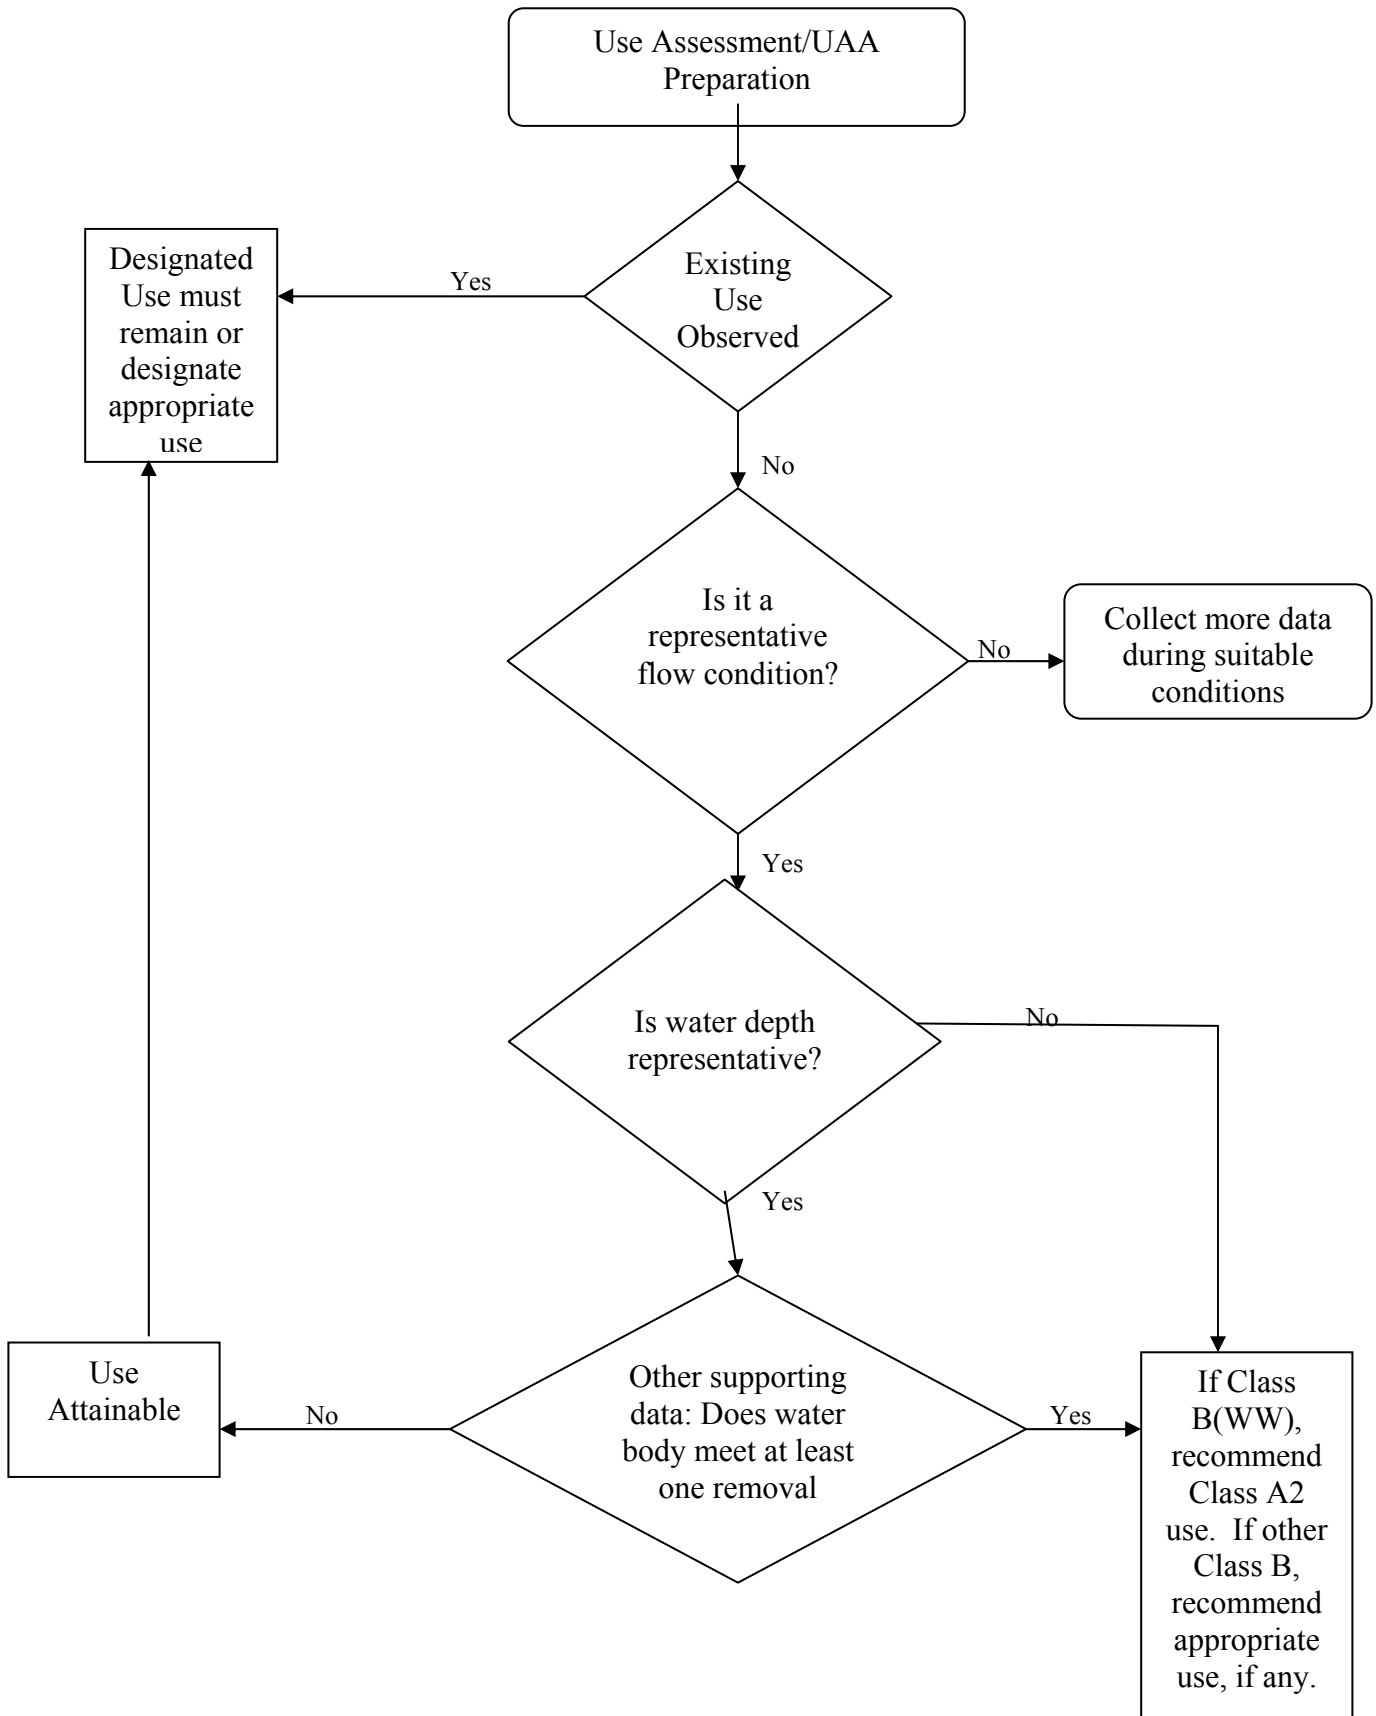 Use Assessment/UAA
Preparation
Existing
Use
Observed
Yes
Designated
Use must
remain or
designate
appropriate
use
No
Is it a
representative
flow condition?
No
Collect more data
during suitable
conditions
Yes
Is water depth
representative?
No
Yes
Other supporting
data: Does water
body meet at least
one removal
No
Use
Attainable
Yes
If Class
B(WW),
recommend
Class A2
use.  If other
Class B,
recommend
appropriate
use, if any.